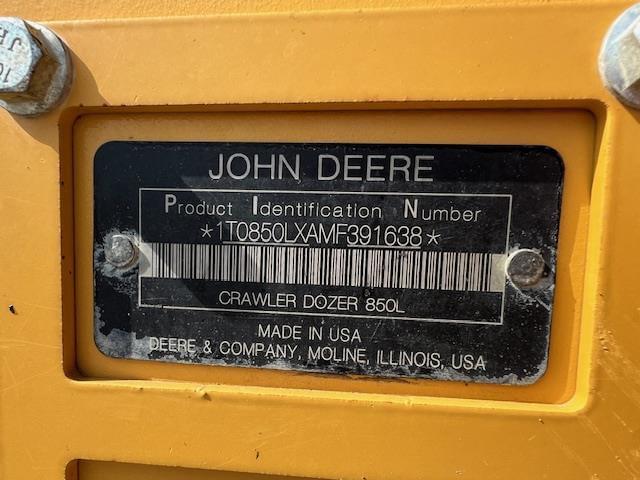 JOHN DEERE
Product Identification Number
*1T0850LXAMF391638*
CRAWLER DOZER 850L
MADE IN USA
DEERE & COMPANY, MOLINE, ILLINOIS, USA